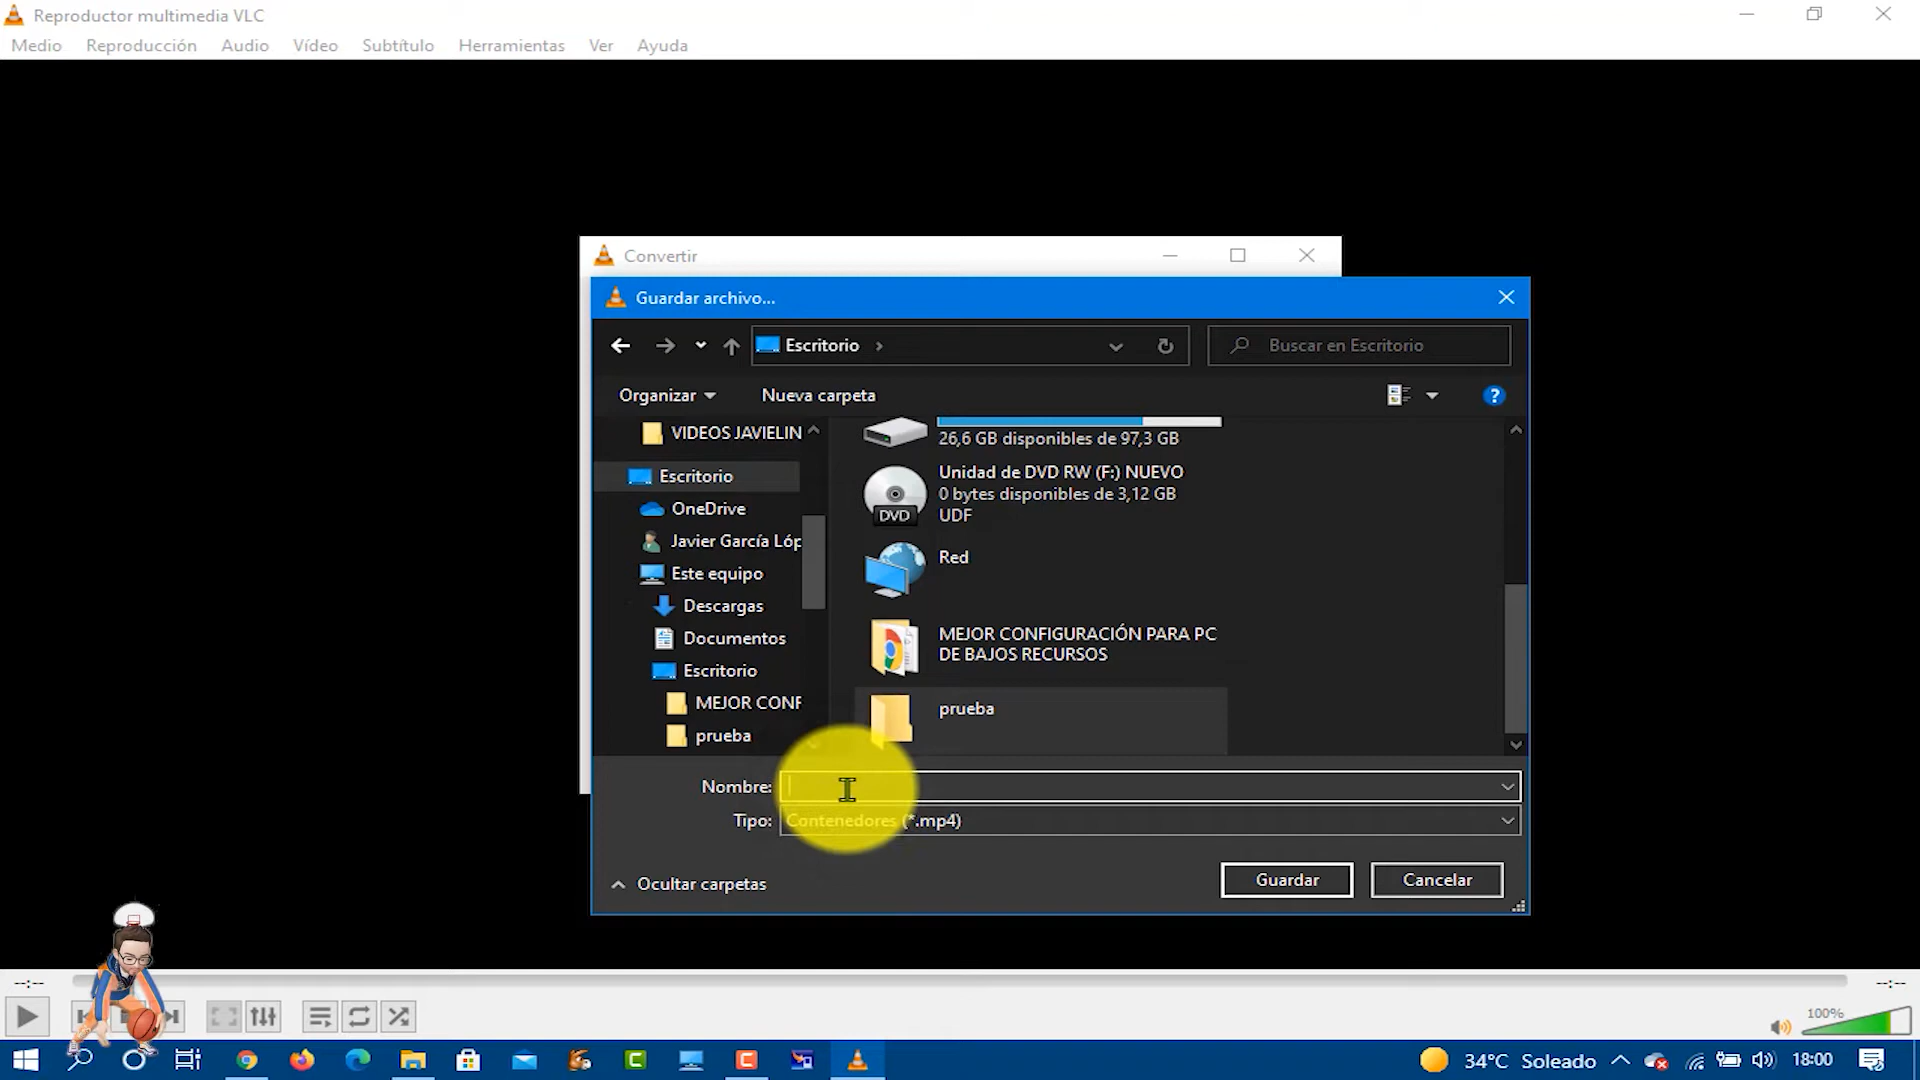 Reproductor multimedia VLC
Medio Reproducción Audio Vídeo Subtítulo Herramientas Ver Ayuda
Convertir
Guardar archivo...
Escritorio
Buscar en Escritorio
Organizar Nueva carpeta
VIDEOS JAVIELIN
Escritorio
OneDrive
Javier García Lóp
Este equipo
Descargas
Documentos
Escritorio
MEJOR CONF
prueba
26,6 GB disponibles de 97,3 GB
Unidad de DVD RW (F:) NUEVO
0 bytes disponibles de 3,12 GB
UDF
DVD
Red
MEJOR CONFIGURACIÓN PARA PC
DE BAJOS RECURSOS
prueba
Nombre:
Tipo: Contenedores (*.mp4)
Ocultar carpetas
Guardar Cancelar
--:-- --:--
100%
34°C Soleado 18:00